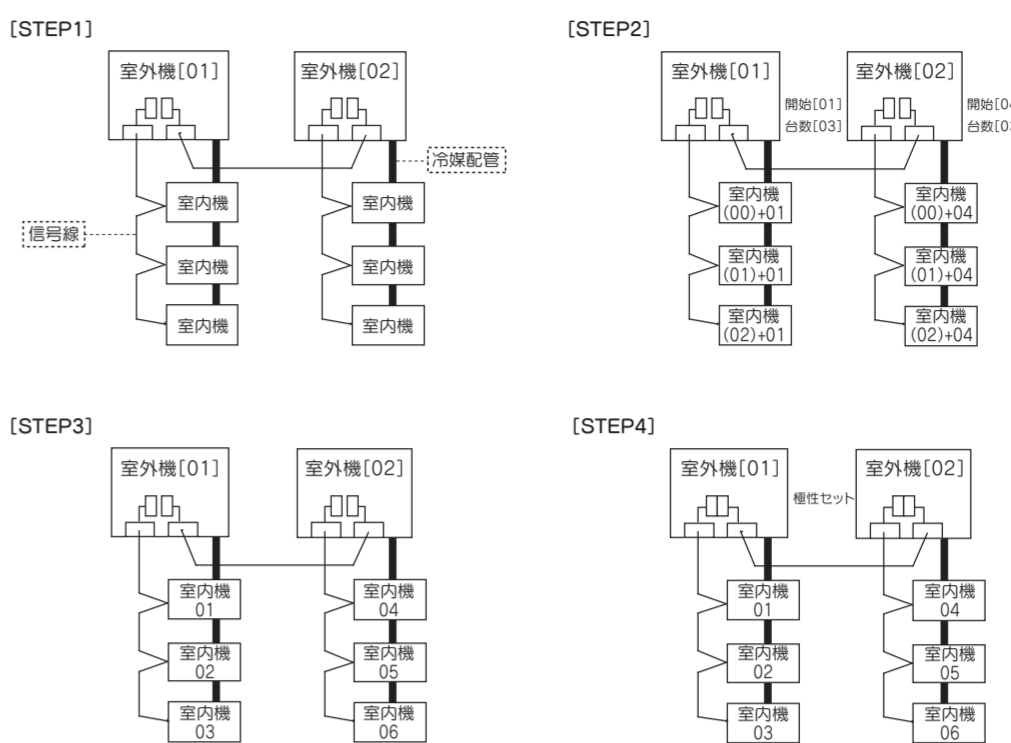 [STEP1]
室外機[01]
室外機[02]
冷媒配管
信号線
室内機
室内機
室内機
室内機
室内機
室内機
[STEP2]
室外機[01]
開始[01]
台数[03]
室外機[02]
開始[04
台数[03
室内機
(00)+01
室内機
(01)+01
室内機
(02)+01
室内機
(00)+04
室内機
(01)+04
室内機
(02)+04
[STEP3]
室外機[01]
室外機[02]
室内機
01
室内機
02
室内機
03
室内機
04
室内機
05
室内機
06
[STEP4]
室外機[01]
極性セット
室外機[02]
室内機
01
室内機
02
室内機
03
室内機
04
室内機
05
室内機
06